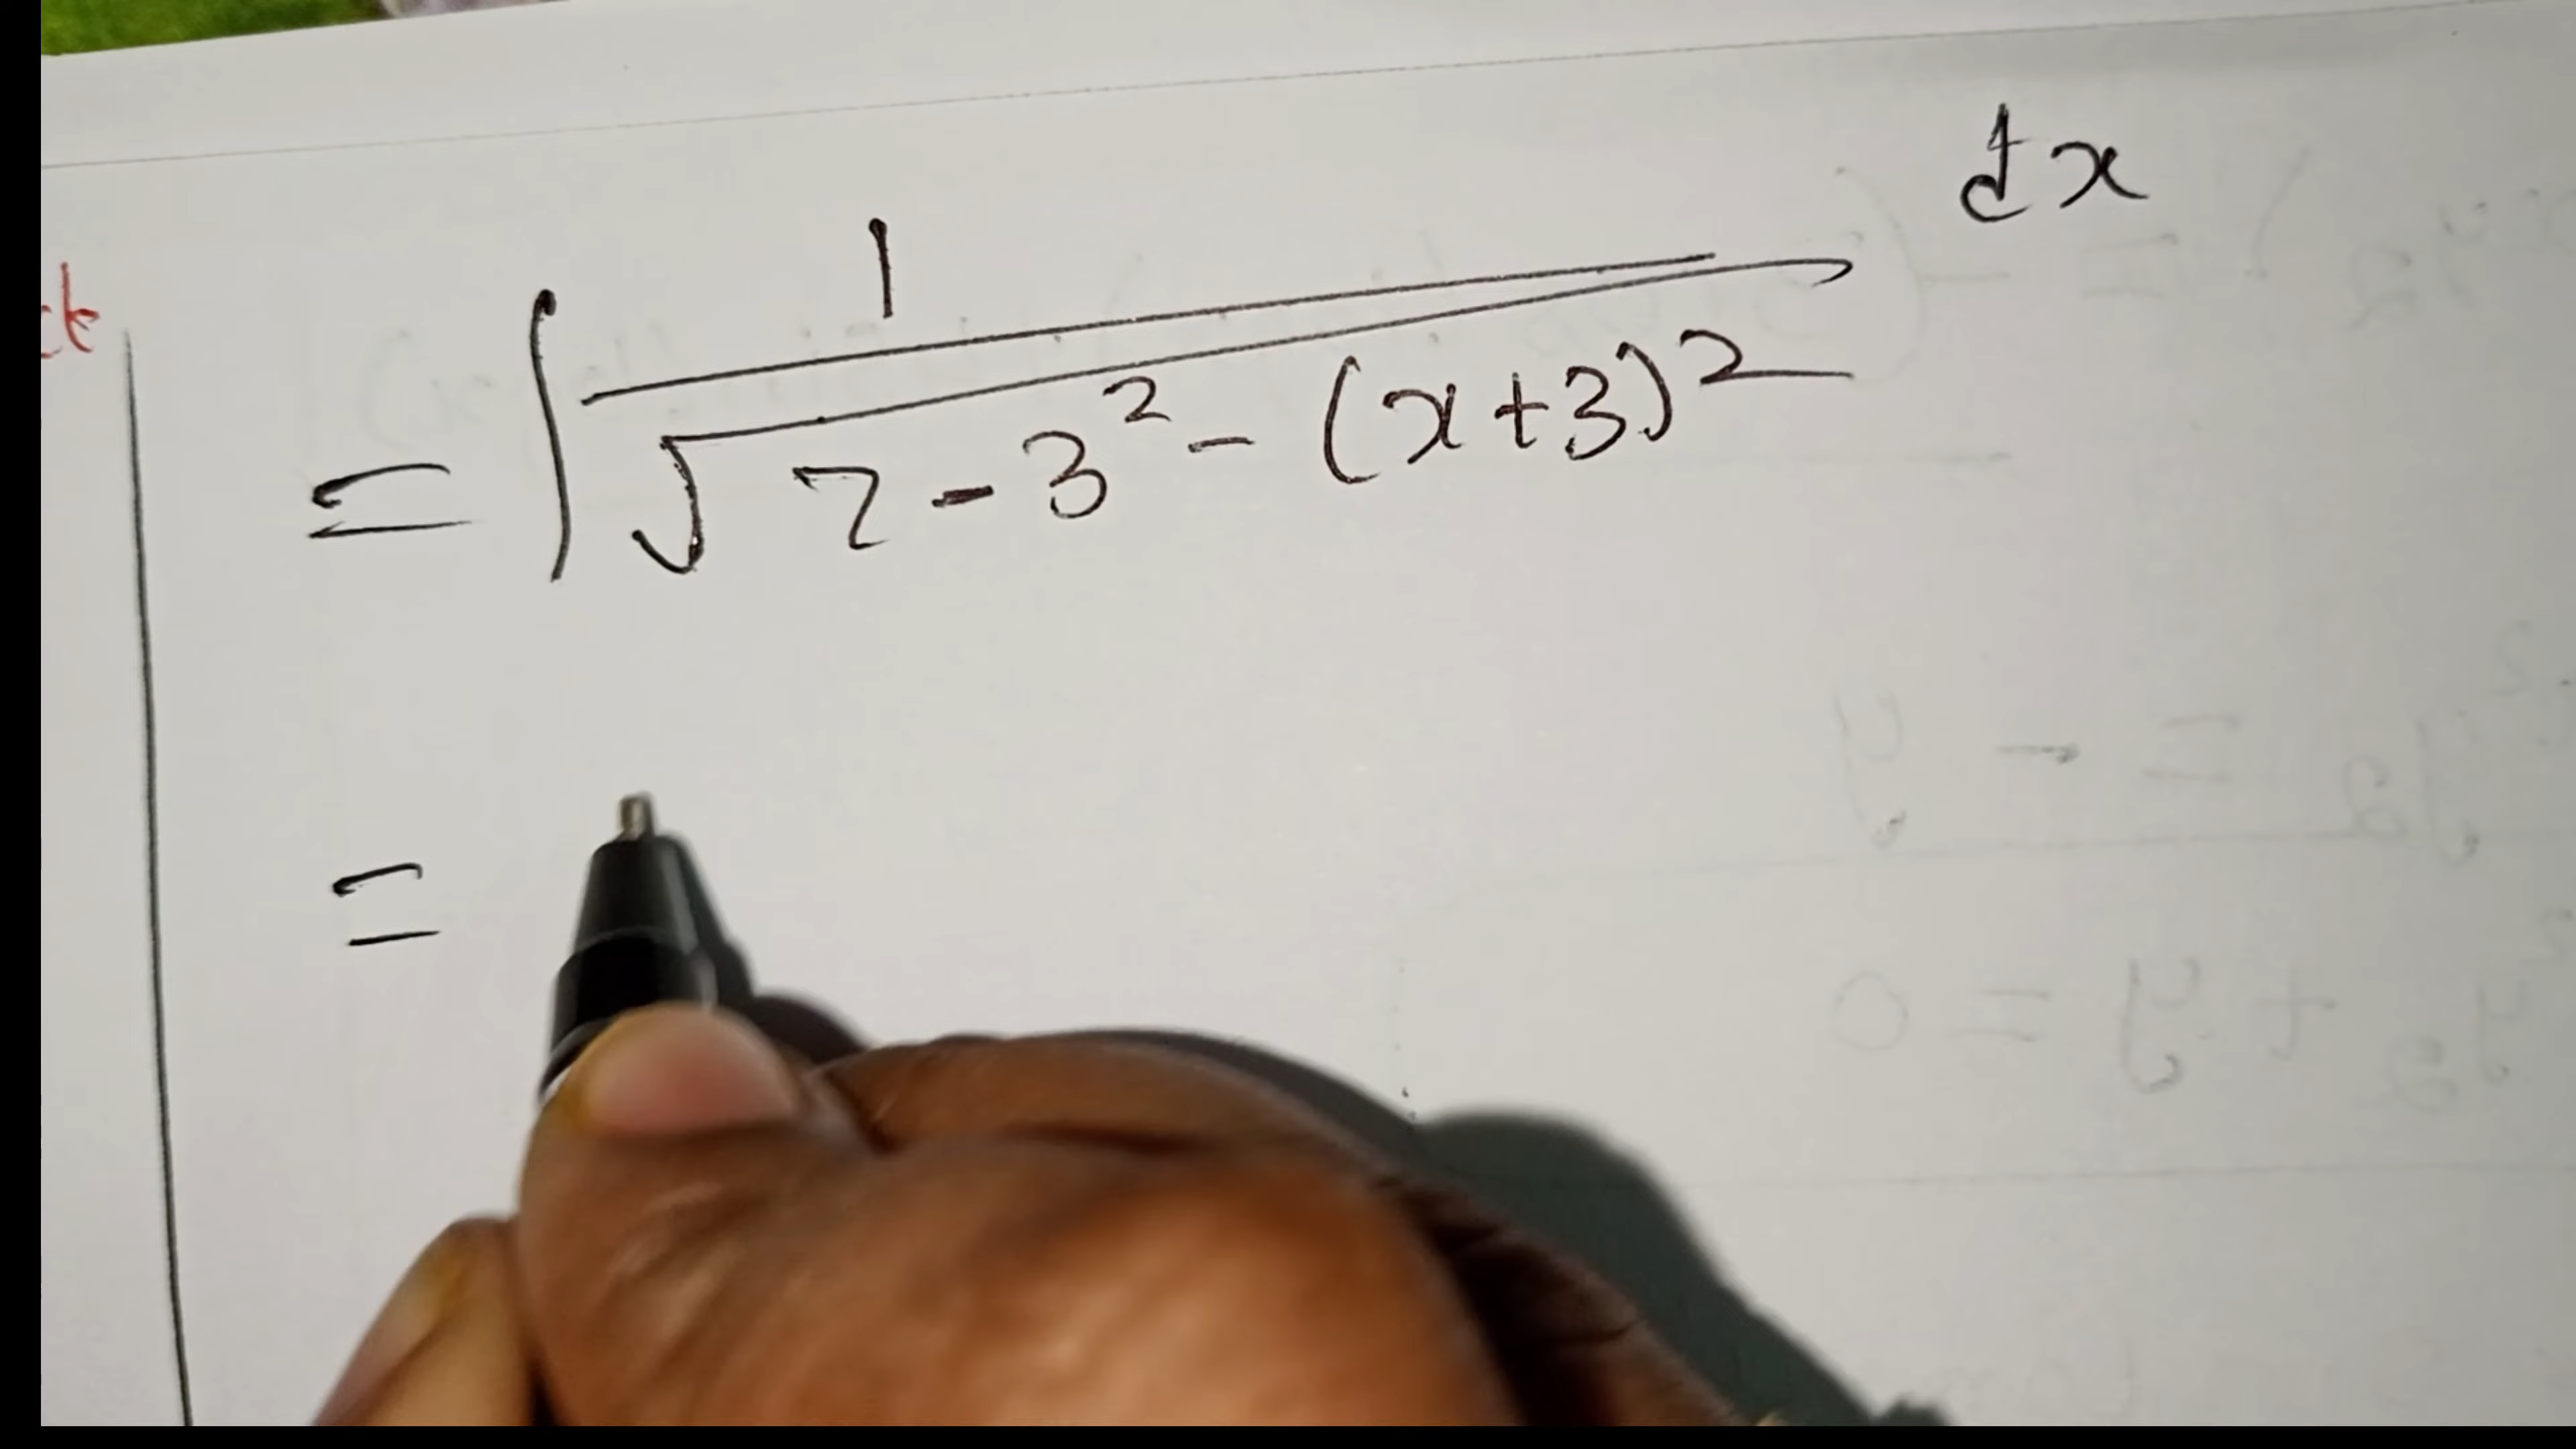 = ∫ 1 / √(7 - 3² - (x+3)²) dx
=